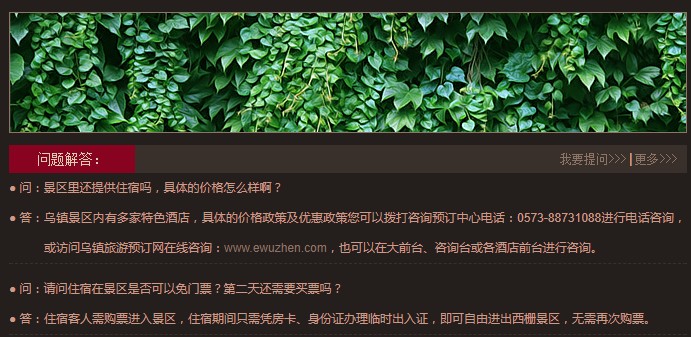 问题解答：
我要提问>>>|更多>>>
● 问：景区里还提供住宿吗，具体的价格怎么样啊？
● 答：乌镇景区内有多家特色酒店，具体的价格政策及优惠政策您可以拨打咨询预订中心电话：0573-88731088进行电话咨询，
或访问乌镇旅游预订网在线咨询：www.ewuzhen.com，也可以在大前台、咨询台或各酒店前台进行咨询。
● 问：请问住宿在景区是否可以免门票？第二天还需要买票吗？
● 答：住宿客人需购票进入景区，住宿期间只需凭房卡、身份证办理临时出入证，即可自由进出西栅景区，无需再次购票。